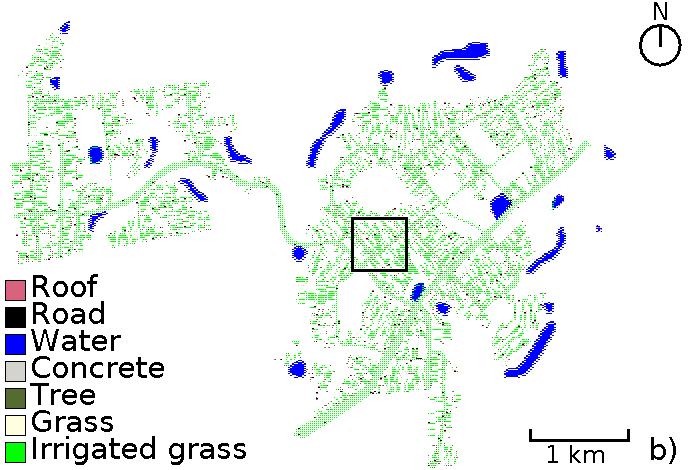 N
Roof
Road
Water
Concrete
Tree
Grass
Irrigated grass
1 km
b)